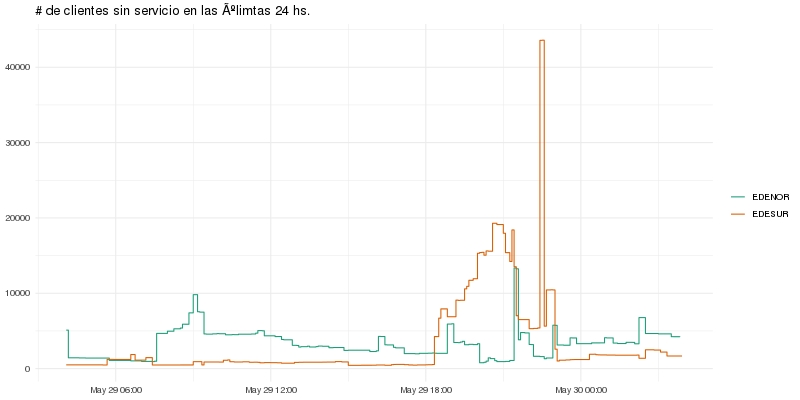 # de clientes sin servicio en las Ãºlimtas 24 hs.
40000
30000
20000
10000
0
May 29 06:00
May 29 12:00
May 29 18:00
May 30 00:00
EDENOR
EDESUR